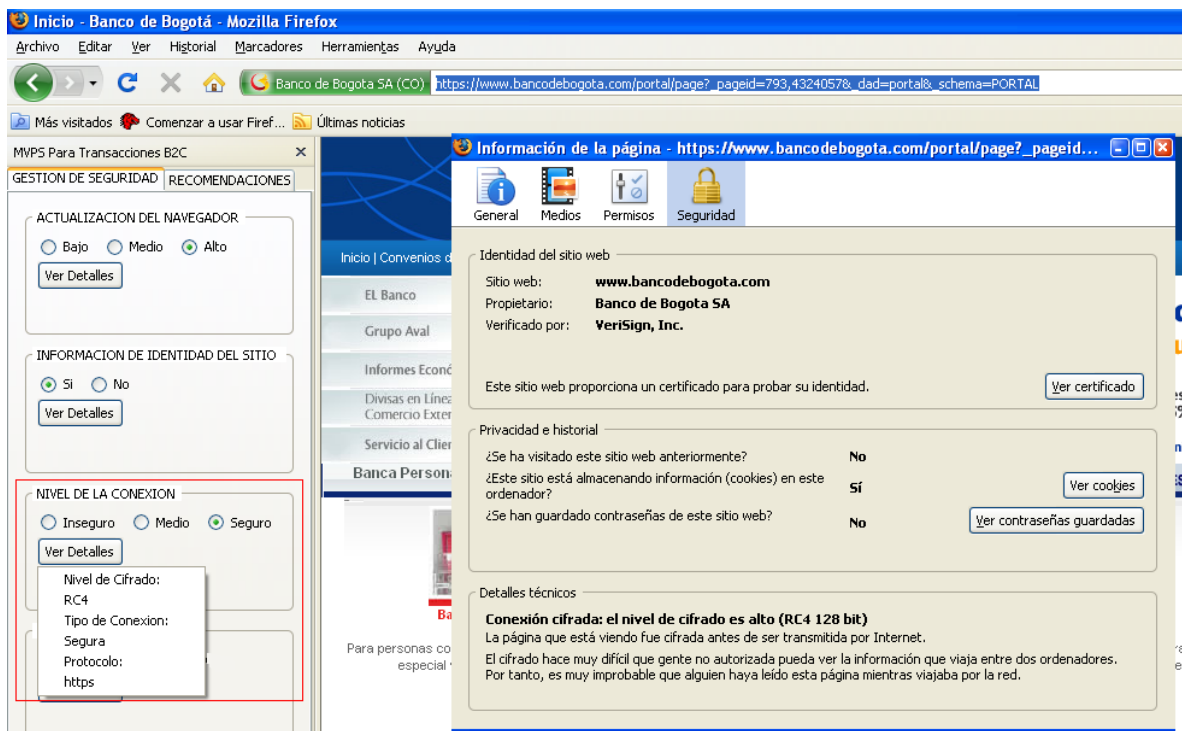 Inicio - Banco de Bogotá - Mozilla Firefox
Archivo Editar Ver Historial Marcadores Herramientas Ayuda
Banco de Bogota SA (CO) https://www.bancodebogota.com/portal/page?_pageid=793,4324057&_dad=portal&_schema=PORTAL
Más visitados Comenzar a usar Firef... Últimas noticias
MVPS Para Transacciones B2C
GESTION DE SEGURIDAD RECOMENDACIONES
ACTUALIZACION DEL NAVEGADOR
Bajo Medio Alto
Ver Detalles
INFORMACION DE IDENTIDAD DEL SITIO
Si No
Ver Detalles
NIVEL DE LA CONEXION
Inseguro Medio Seguro
Ver Detalles
Nivel de Cifrado:
RC4
Tipo de Conexion:
Segura
Protocolo:
https
Inicio | Convenios d
EL Banco
Grupo Aval
Informes Econó
Divisas en Línea
Comercio Exter
Servicio al Clien
Banca Person
Ba
Para personas co
especial
Información de la página - https://www.bancodebogota.com/portal/page?_pageid...
General Medios Permisos Seguridad
Identidad del sitio web
Sitio web: www.bancodebogota.com
Propietario: Banco de Bogota SA
Verificado por: VeriSign, Inc.
Este sitio web proporciona un certificado para probar su identidad. Ver certificado
Privacidad e historial
¿Se ha visitado este sitio web anteriormente? No
¿Este sitio está almacenando información (cookies) en este
ordenador? Sí Ver cookies
¿Se han guardado contraseñas de este sitio web? No Ver contraseñas guardadas
Detalles técnicos
Conexión cifrada: el nivel de cifrado es alto (RC4 128 bit)
La página que está viendo fue cifrada antes de ser transmitida por Internet.
El cifrado hace muy difícil que gente no autorizada pueda ver la información que viaja entre dos ordenadores.
Por tanto, es muy improbable que alguien haya leído esta página mientras viajaba por la red.